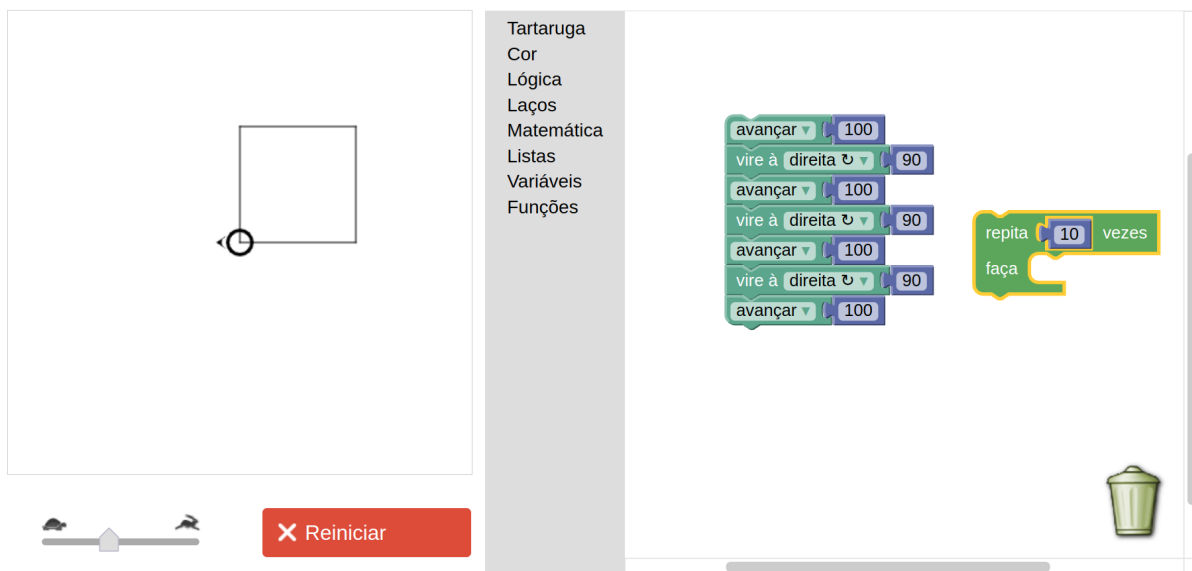 Tartaruga
Cor
Lógica
Laços
Matemática
Listas
Variáveis
Funções
avançar ▾ 100
vire à direita ↻ ▾ 90
avançar ▾ 100
vire à direita ↻ ▾ 90
avançar ▾ 100
vire à direita ↻ ▾ 90
avançar ▾ 100
repita 10 vezes
faça
Reiniciar